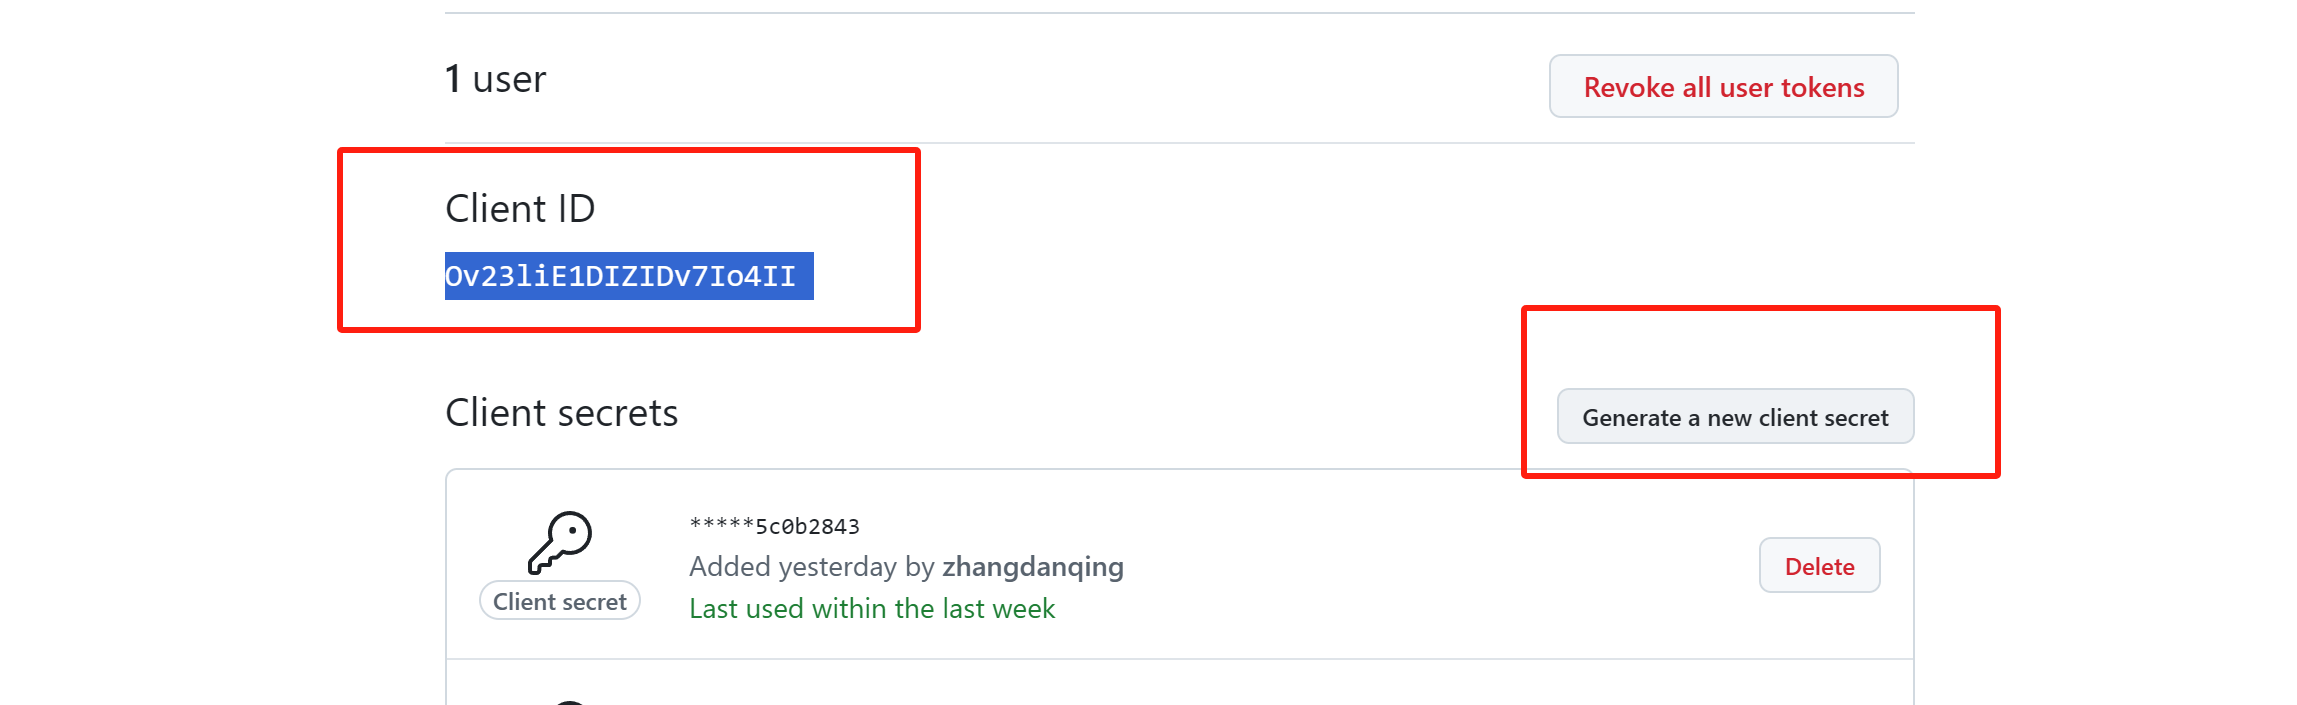 1 user
Revoke all user tokens
Client ID
Ov23liE1DIZIDv7Io4II
Client secrets
Generate a new client secret
*****5c0b2843
Added yesterday by zhangdanqing
Last used within the last week
Client secret
Delete